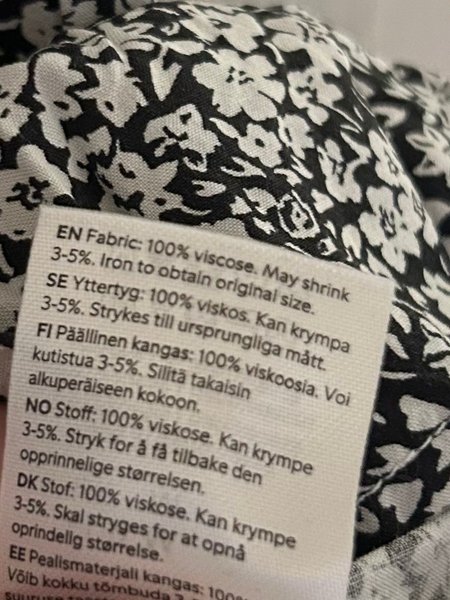 EN Fabric: 100% viscose. May shrink
3-5%. Iron to obtain original size.
SE Yttertyg: 100% viskos. Kan krympa
3-5%. Strykes till ursprungliga mått.
FI Päällinen kangas: 100% viskoosia. Voi
kutistua 3-5%. Silitä takaisin
alkuperäiseen kokoon.
NO Stoff: 100% viskose. Kan krympe
3-5%. Stryk for å få tilbake den
opprinnelige størrelsen.
DK Stof: 100% viskose. Kan krympe
3-5%. Skal stryges for at opnå
oprindelig størrelse.
EE Pealismaterjali kangas: 100%
Võib kokku tõmbuda 3-